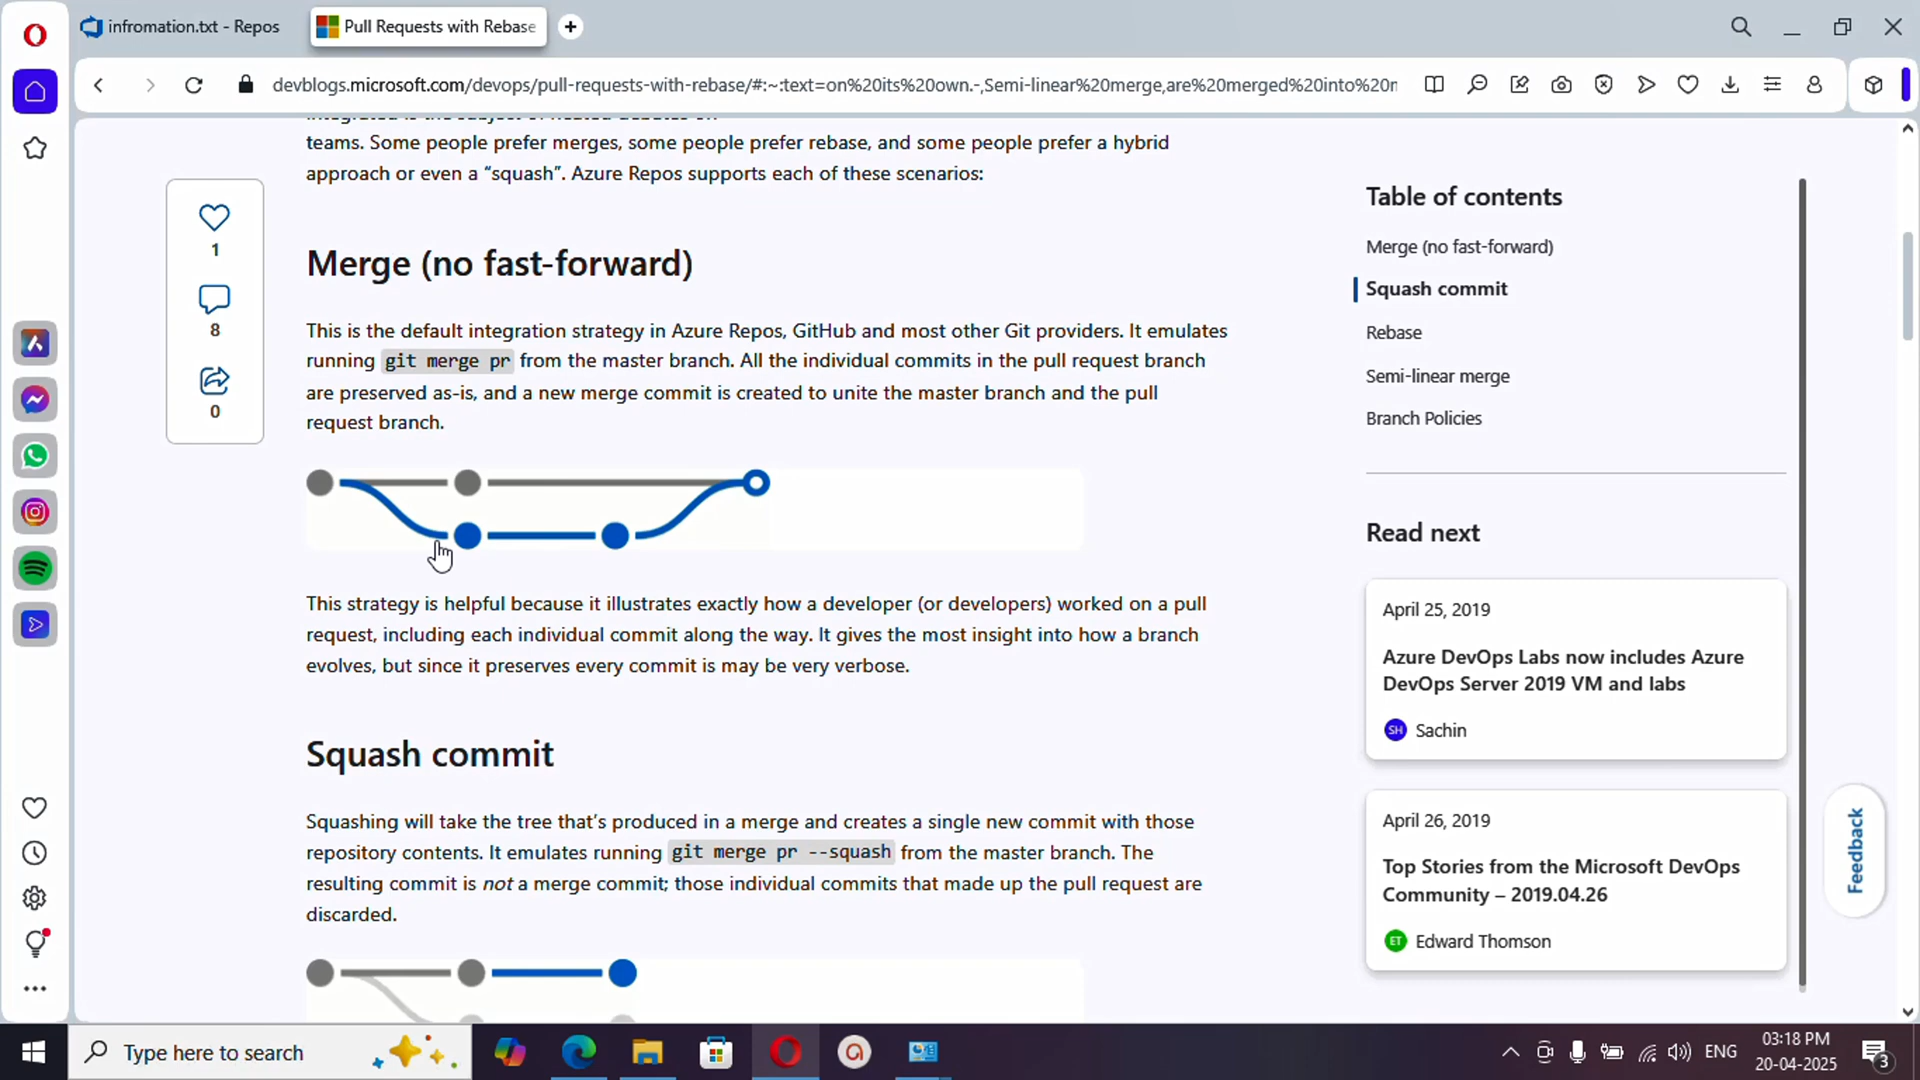 infromation.txt - Repos
Pull Requests with Rebase
devblogs.microsoft.com/devops/pull-requests-with-rebase/#:~:text=on%20its%20own.-,Semi-linear%20merge,are%20merged%20into%20r
teams. Some people prefer merges, some people prefer rebase, and some people prefer a hybrid
approach or even a “squash”. Azure Repos supports each of these scenarios:
1
8
0
Merge (no fast-forward)
This is the default integration strategy in Azure Repos, GitHub and most other Git providers. It emulates
running git merge pr from the master branch. All the individual commits in the pull request branch
are preserved as-is, and a new merge commit is created to unite the master branch and the pull
request branch.
This strategy is helpful because it illustrates exactly how a developer (or developers) worked on a pull
request, including each individual commit along the way. It gives the most insight into how a branch
evolves, but since it preserves every commit is may be very verbose.
Squash commit
Squashing will take the tree that’s produced in a merge and creates a single new commit with those
repository contents. It emulates running git merge pr --squash from the master branch. The
resulting commit is not a merge commit; those individual commits that made up the pull request are
discarded.
Table of contents
Merge (no fast-forward)
Squash commit
Rebase
Semi-linear merge
Branch Policies
Read next
April 25, 2019
Azure DevOps Labs now includes Azure
DevOps Server 2019 VM and labs
SH Sachin
April 26, 2019
Top Stories from the Microsoft DevOps
Community – 2019.04.26
ET Edward Thomson
Feedback
Type here to search
ENG
03:18 PM
20-04-2025
3